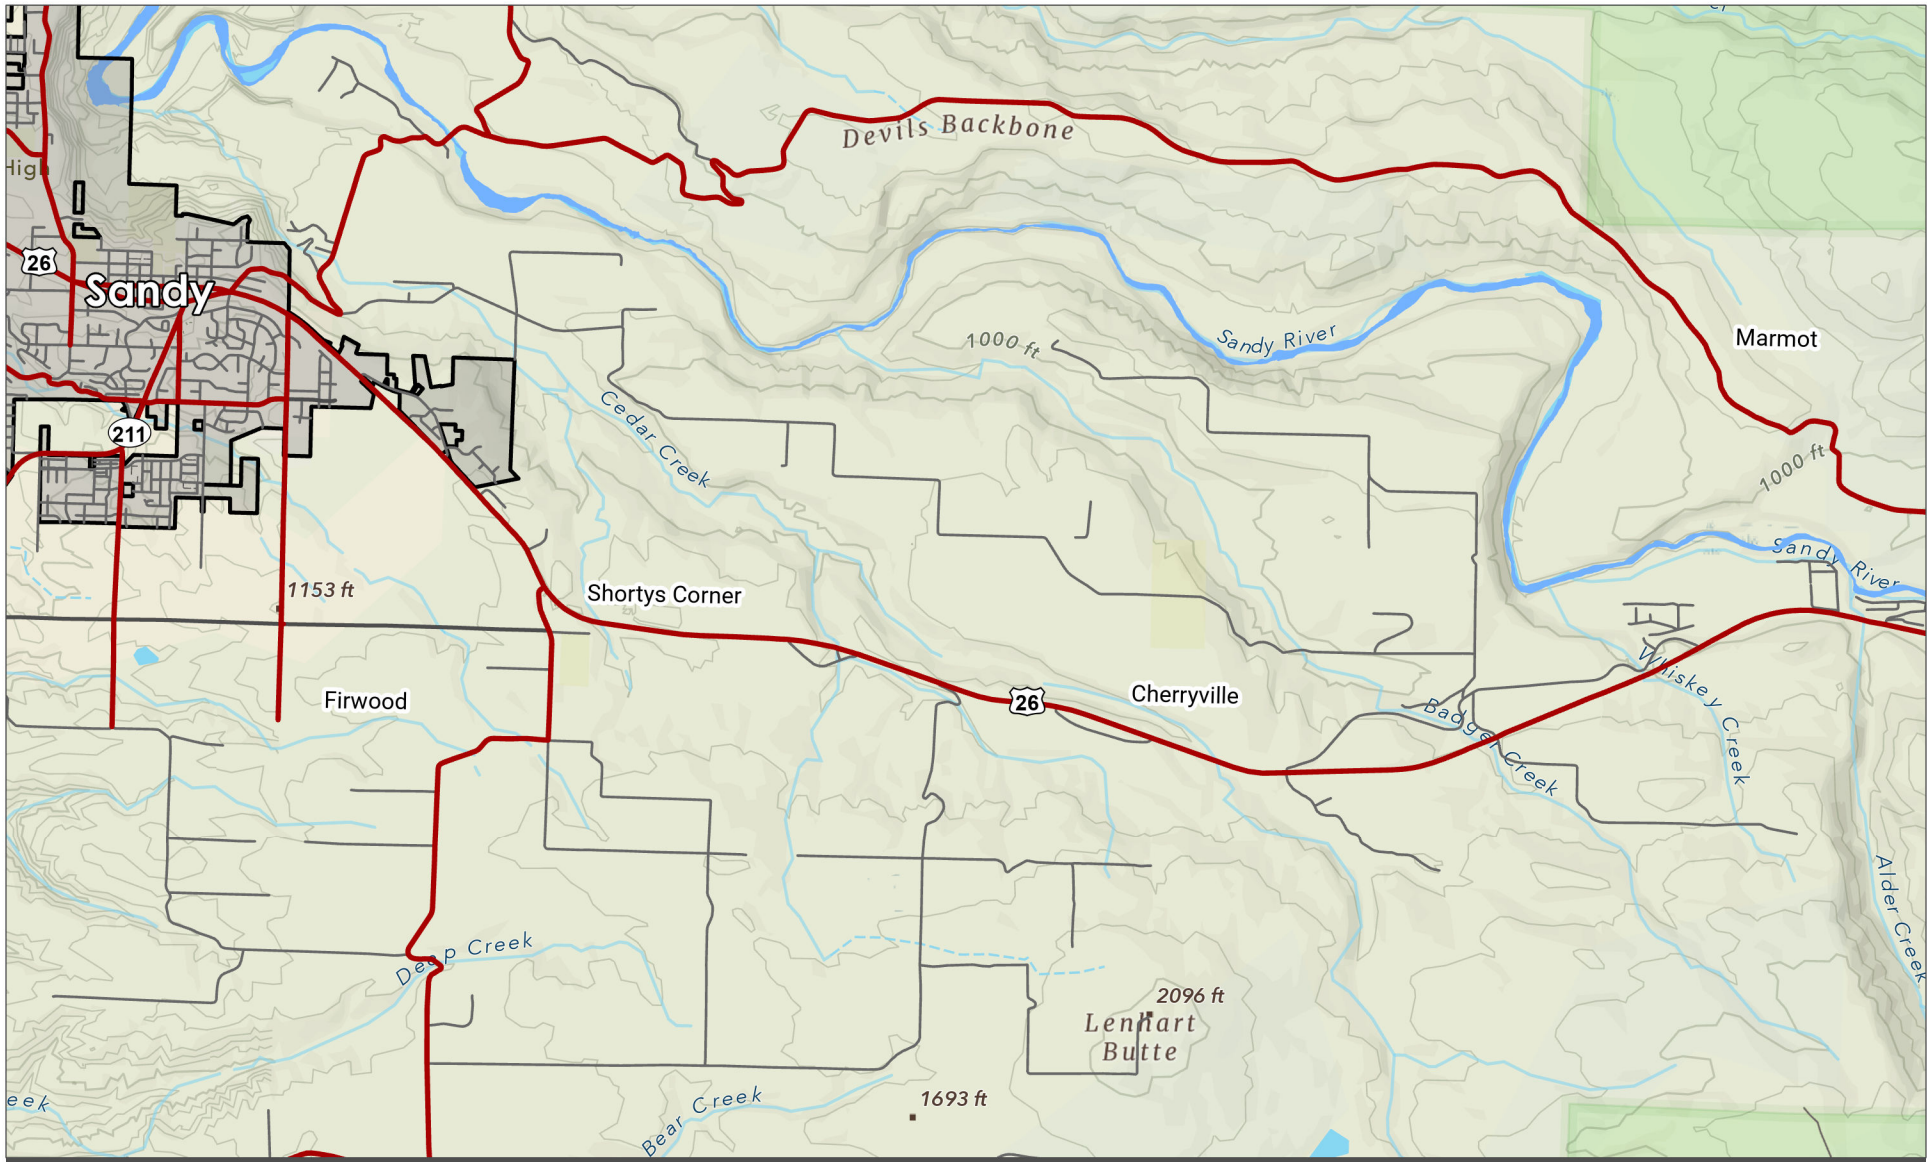 Devils Backbone
High
26
Sandy
Sandy River
1000 ft
Marmot
211
Cedar Creek
1000 ft
Sandy River
1153 ft
Shortys Corner
Firwood
26
Cherryville
Whiskey Creek
Badger Creek
Alder Creek
Deep Creek
2096 ft
Lenhart
Butte
1693 ft
Bear Creek
eek